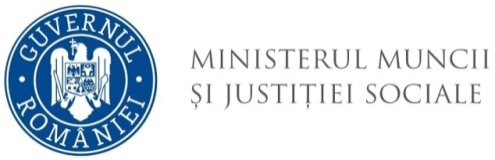 GUVERNUL
ROMÂNIEI
MINISTERUL MUNCII
ȘI JUSTIȚIEI SOCIALE